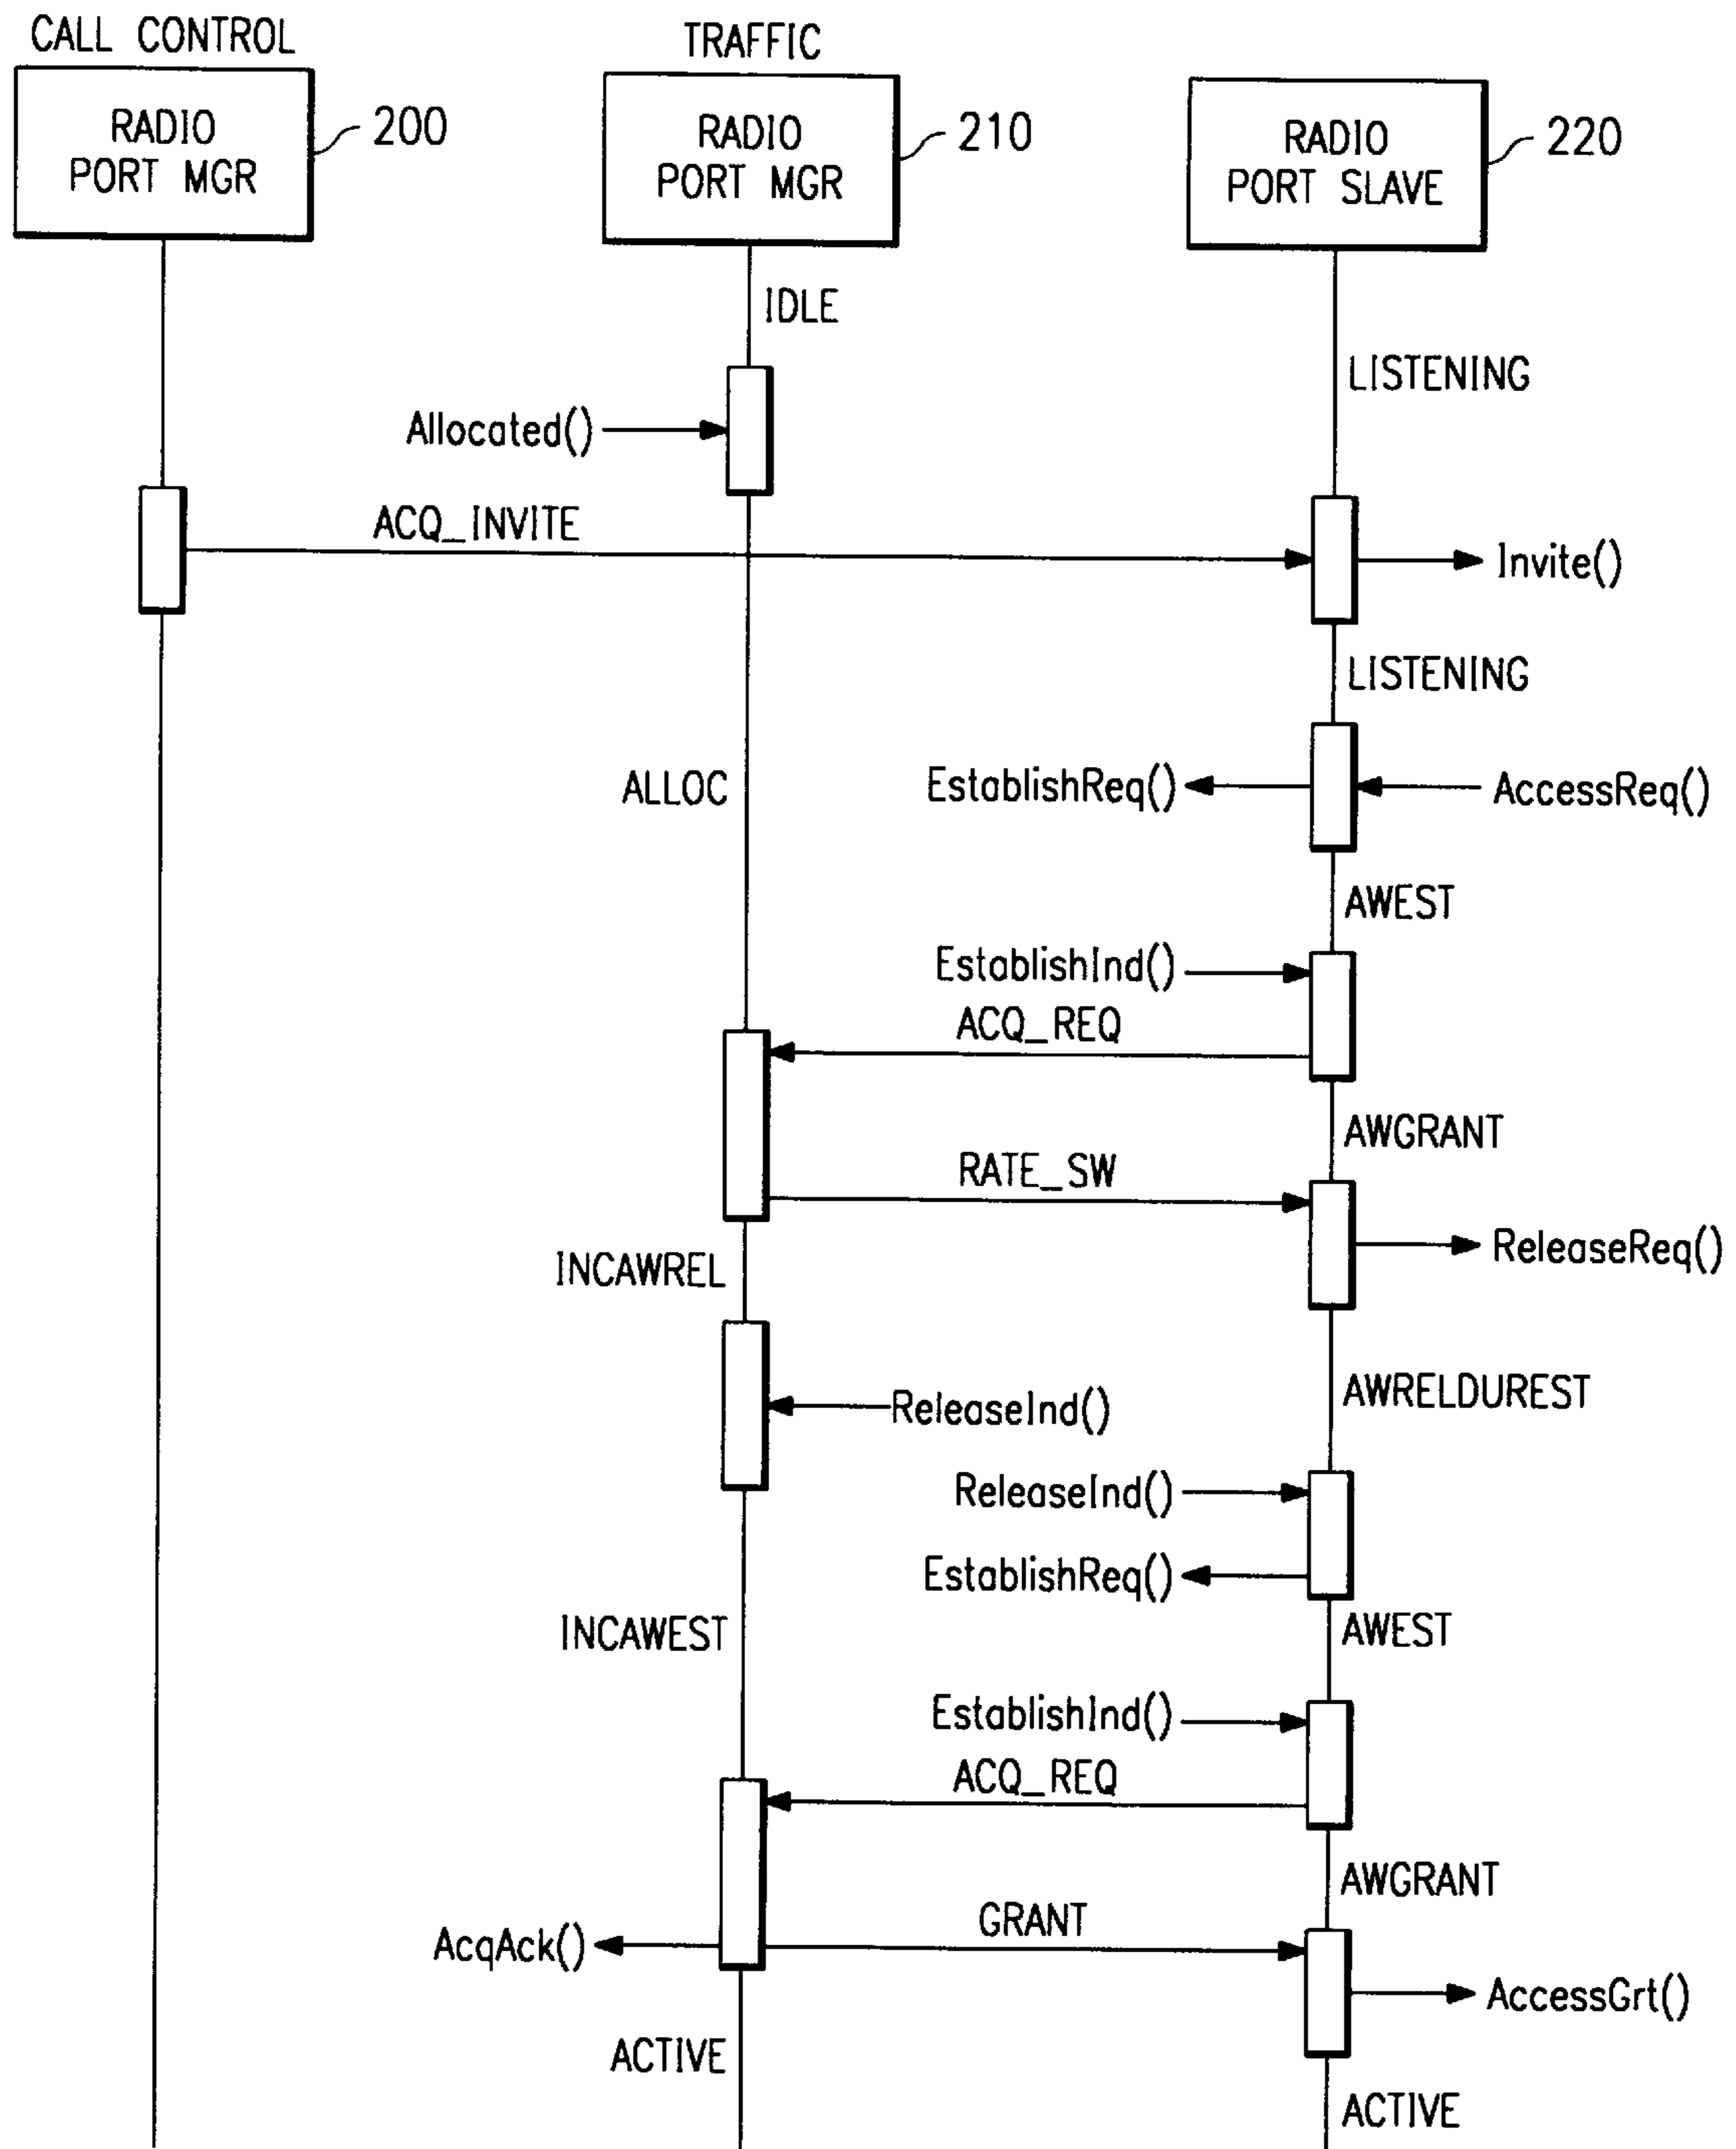 CALL CONTROL
TRAFFIC
RADIO
PORT MGR
200
RADIO
PORT MGR
210
RADIO
PORT SLAVE
220
IDLE
LISTENING
Allocated()
ACQ_INVITE
Invite()
LISTENING
ALLOC
EstablishReq()
AccessReq()
AWEST
EstablishInd()
ACQ_REQ
AWGRANT
RATE_SW
ReleaseReq()
INCAWREL
AWRELDUREST
ReleaseInd()
ReleaseInd()
EstablishReq()
INCAWEST
AWEST
EstablishInd()
ACQ_REQ
AWGRANT
GRANT
AcqAck()
AccessGrt()
ACTIVE
ACTIVE